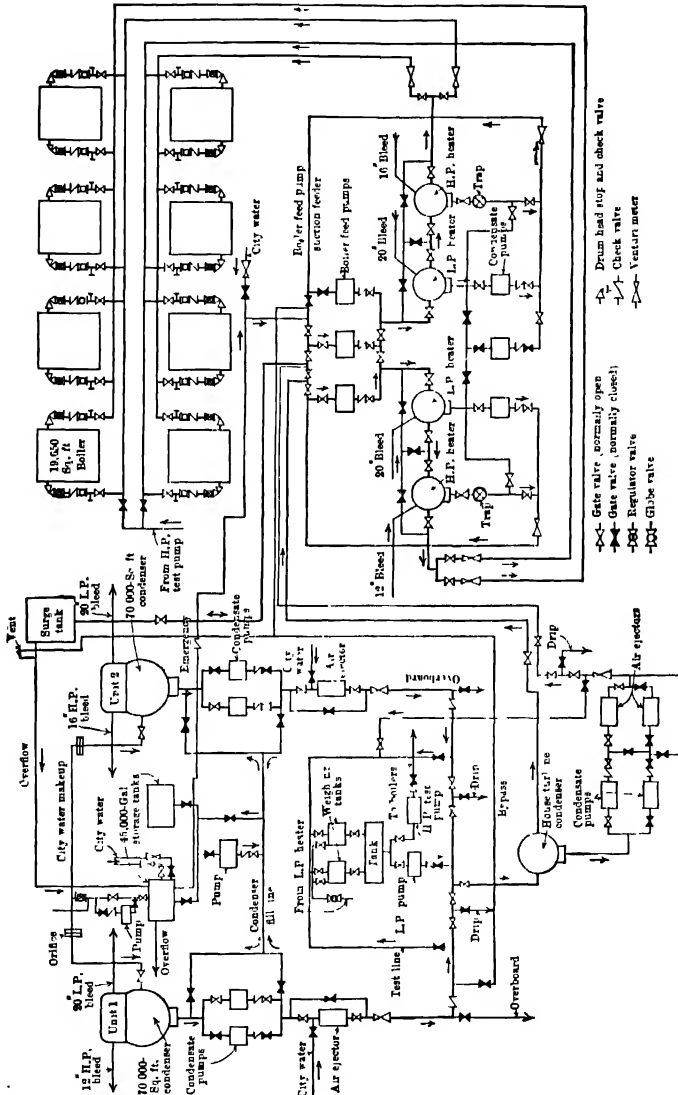 Vent
Surge
tank
Overflow
20" L.P.
bleed
City water makeup
16" H.P.
bleed
Unit 2
70 000-Sq. ft
condenser
Orifice
City water
45,000-Gal
storage tanks
Pump
Overflow
20" L.P.
bleed
Unit 1
12" H.P.
bleed
70 000-
Sq. ft.
condenser
19,650
Sq. ft
Boiler
From H.P.
test pump
Emergency
Condensate
pumps
Pump
Condenser
fill line
Condensate
pumps
City
water
Air
ejector
Overboard
City water
Air ejector
City water
Boiler feed pump
suction feeder
Boiler feed pumps
20" Bleed
16" Bleed
L.P. heater
H.P. heater
Trap
Condensate
pumps
20" Bleed
L.P. heater
H.P. heater
12" Bleed
Trap
From L.P. heater
Weighing
tanks
Tank
To boilers
H.P. test
pump
L.P. pump
Test line
Drip
Drip
Bypass
Overboard
House turbine
condenser
Condensate
pumps
Drip
Air ejectors
Gate valve (normally open)
Gate valve (normally closed)
Regulator valve
Globe valve
Drum head stop and check valve
Check valve
Venturi meter